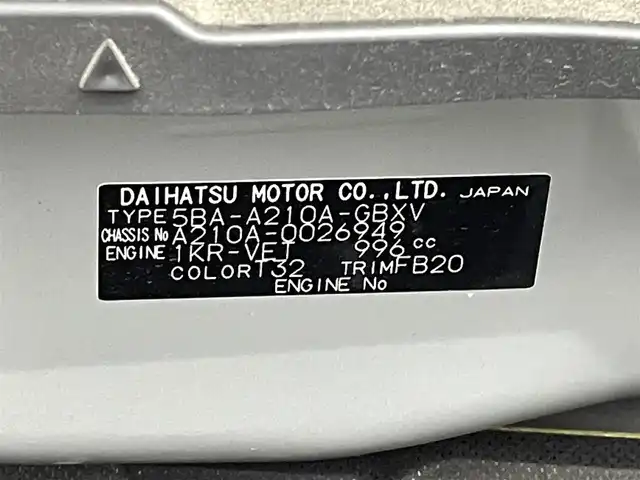 DAIHATSU MOTOR CO.,LTD. JAPAN
TYPE 5BA-A210A-GBXV
CHASSIS No A210A-0026949
ENGINE 1KR-VET 996 cc
COLOR T32 TRIM FB20
ENGINE No